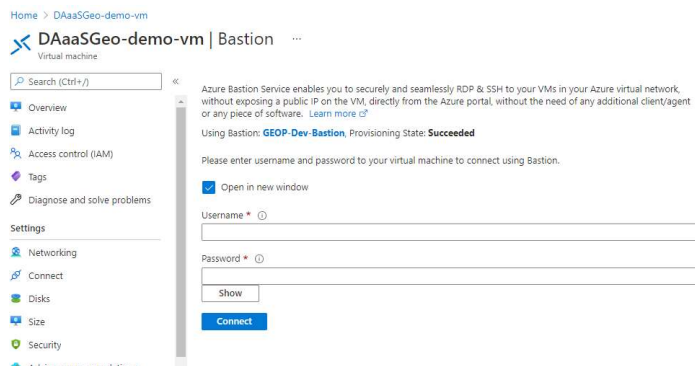 Home > DAaaSGeo-demo-vm
DAaaSGeo-demo-vm | Bastion ...
Virtual machine
Search (Ctrl+/)
«
Overview
Activity log
Access control (IAM)
Tags
Diagnose and solve problems
Settings
Networking
Connect
Disks
Size
Security
Azure Bastion Service enables you to securely and seamlessly RDP & SSH to your VMs in your Azure virtual network,
without exposing a public IP on the VM, directly from the Azure portal, without the need of any additional client/agent
or any piece of software. Learn more
Using Bastion: GEOP-Dev-Bastion, Provisioning State: Succeeded
Please enter username and password to your virtual machine to connect using Bastion.
Open in new window
Username *
Password *
Show
Connect